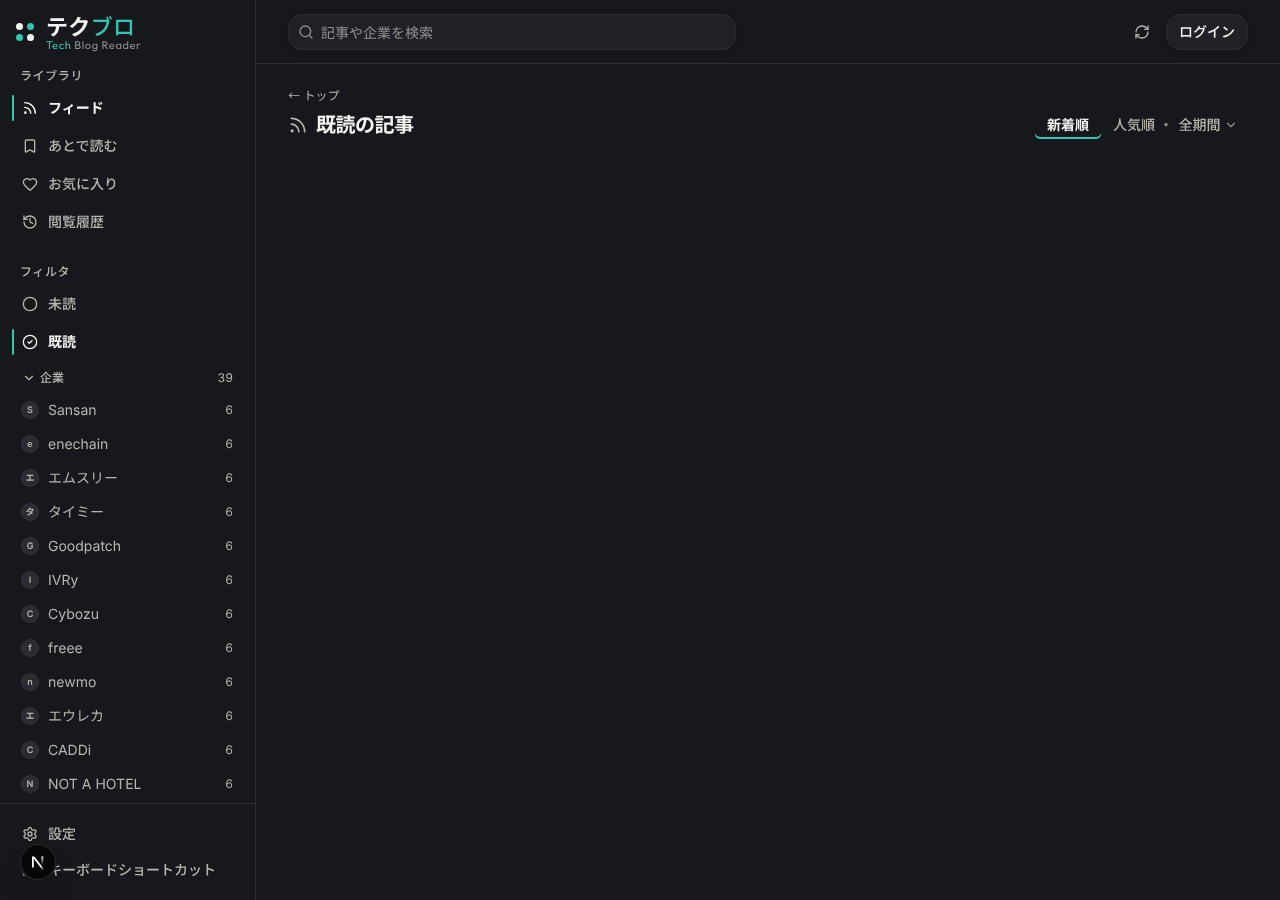 テクブロ
Tech Blog Reader
ライブラリ
フィード
あとで読む
お気に入り
閲覧履歴
フィルタ
未読
既読
企業 39
S Sansan 6
e enechain 6
エ エムスリー 6
タ タイミー 6
G Goodpatch 6
I IVRy 6
C Cybozu 6
f freee 6
n newmo 6
エ エウレカ 6
C CADDi 6
N NOT A HOTEL 6
設定
N
キーボードショートカット
記事や企業を検索
ログイン
← トップ
既読の記事
新着順 人気順 • 全期間